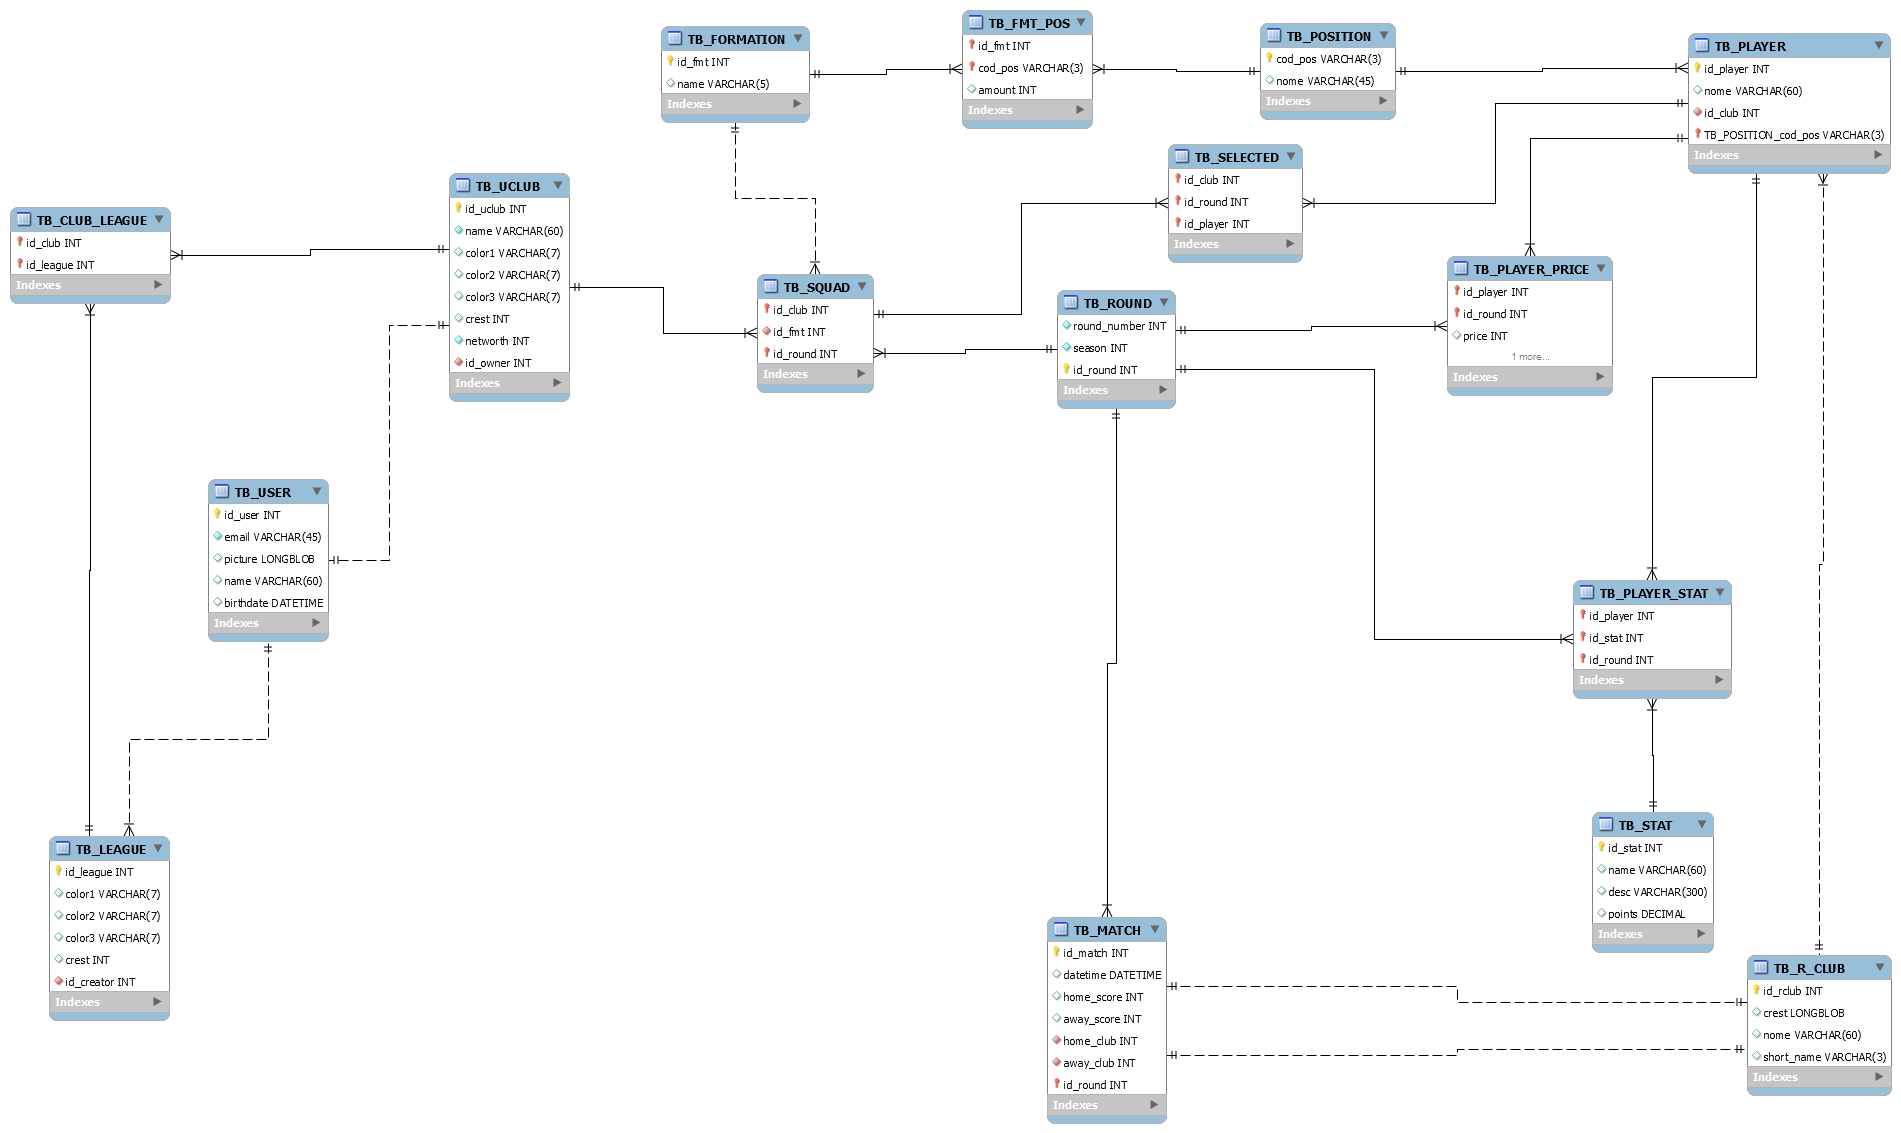 TB_FORMATION
id_fmt INT
name VARCHAR(5)
Indexes
TB_FMT_POS
id_fmt INT
cod_pos VARCHAR(3)
amount INT
Indexes
TB_POSITION
cod_pos VARCHAR(3)
nome VARCHAR(45)
Indexes
TB_PLAYER
id_player INT
nome VARCHAR(60)
id_club INT
TB_POSITION_cod_pos VARCHAR(3)
Indexes
TB_SELECTED
id_club INT
id_round INT
id_player INT
Indexes
TB_UCLUB
id_uclub INT
name VARCHAR(60)
color1 VARCHAR(7)
color2 VARCHAR(7)
color3 VARCHAR(7)
crest INT
networth INT
id_owner INT
Indexes
TB_CLUB_LEAGUE
id_club INT
id_league INT
Indexes
TB_SQUAD
id_club INT
id_fmt INT
id_round INT
Indexes
TB_ROUND
round_number INT
season INT
id_round INT
Indexes
TB_PLAYER_PRICE
id_player INT
id_round INT
price INT
1 more...
Indexes
TB_USER
id_user INT
email VARCHAR(45)
picture LONGBLOB
name VARCHAR(60)
birthdate DATETIME
Indexes
TB_PLAYER_STAT
id_player INT
id_stat INT
id_round INT
Indexes
TB_LEAGUE
id_league INT
color1 VARCHAR(7)
color2 VARCHAR(7)
color3 VARCHAR(7)
crest INT
id_creator INT
Indexes
TB_STAT
id_stat INT
name VARCHAR(60)
desc VARCHAR(300)
points DECIMAL
Indexes
TB_MATCH
id_match INT
datetime DATETIME
home_score INT
away_score INT
home_club INT
away_club INT
id_round INT
Indexes
TB_R_CLUB
id_rclub INT
crest LONGBLOB
nome VARCHAR(60)
short_name VARCHAR(3)
Indexes